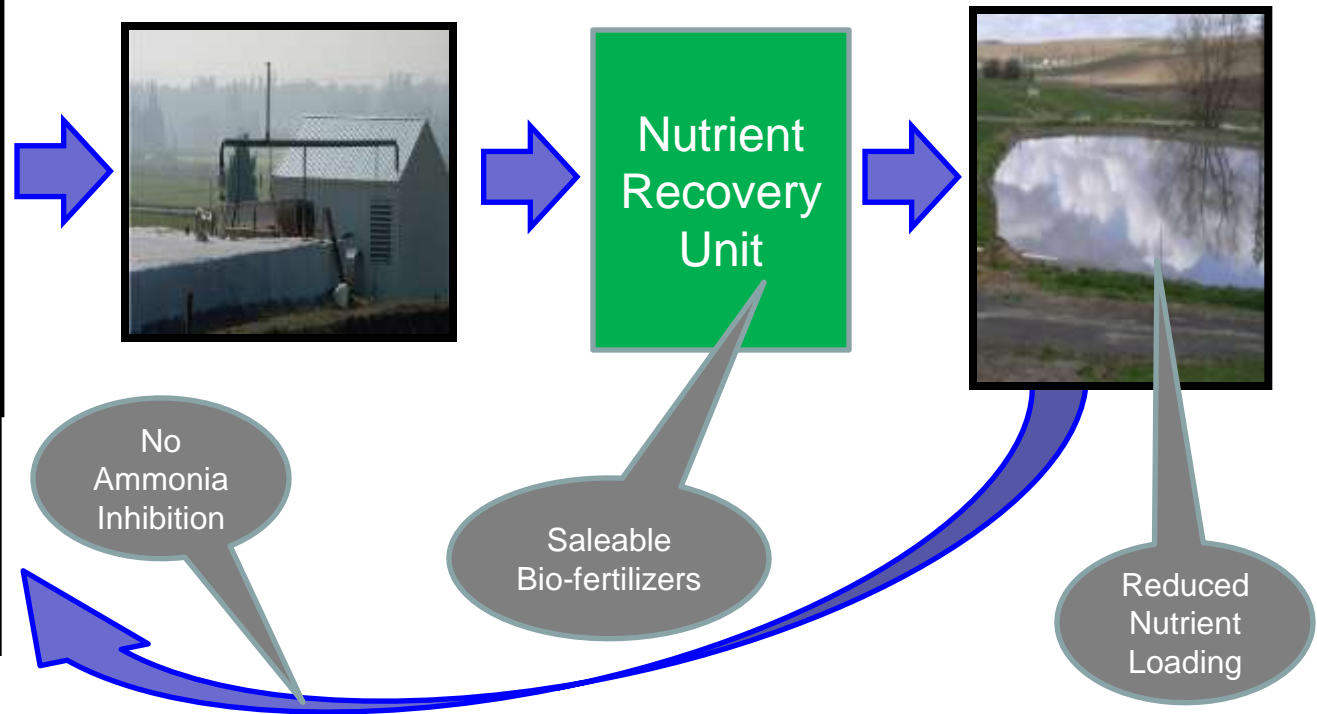 Nutrient
Recovery
Unit
No
Ammonia
Inhibition
Saleable
Bio-fertilizers
Reduced
Nutrient
Loading